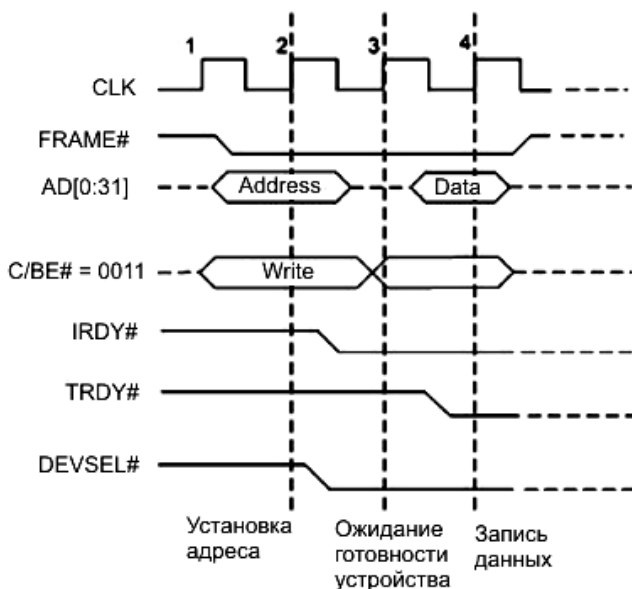 1 2 3 4
CLK
FRAME#
AD[0:31] Address Data
C/BE# = 0011 Write
IRDY#
TRDY#
DEVSEL#
Установка
адреса
Ожидание
готовности
устройства
Запись
данных